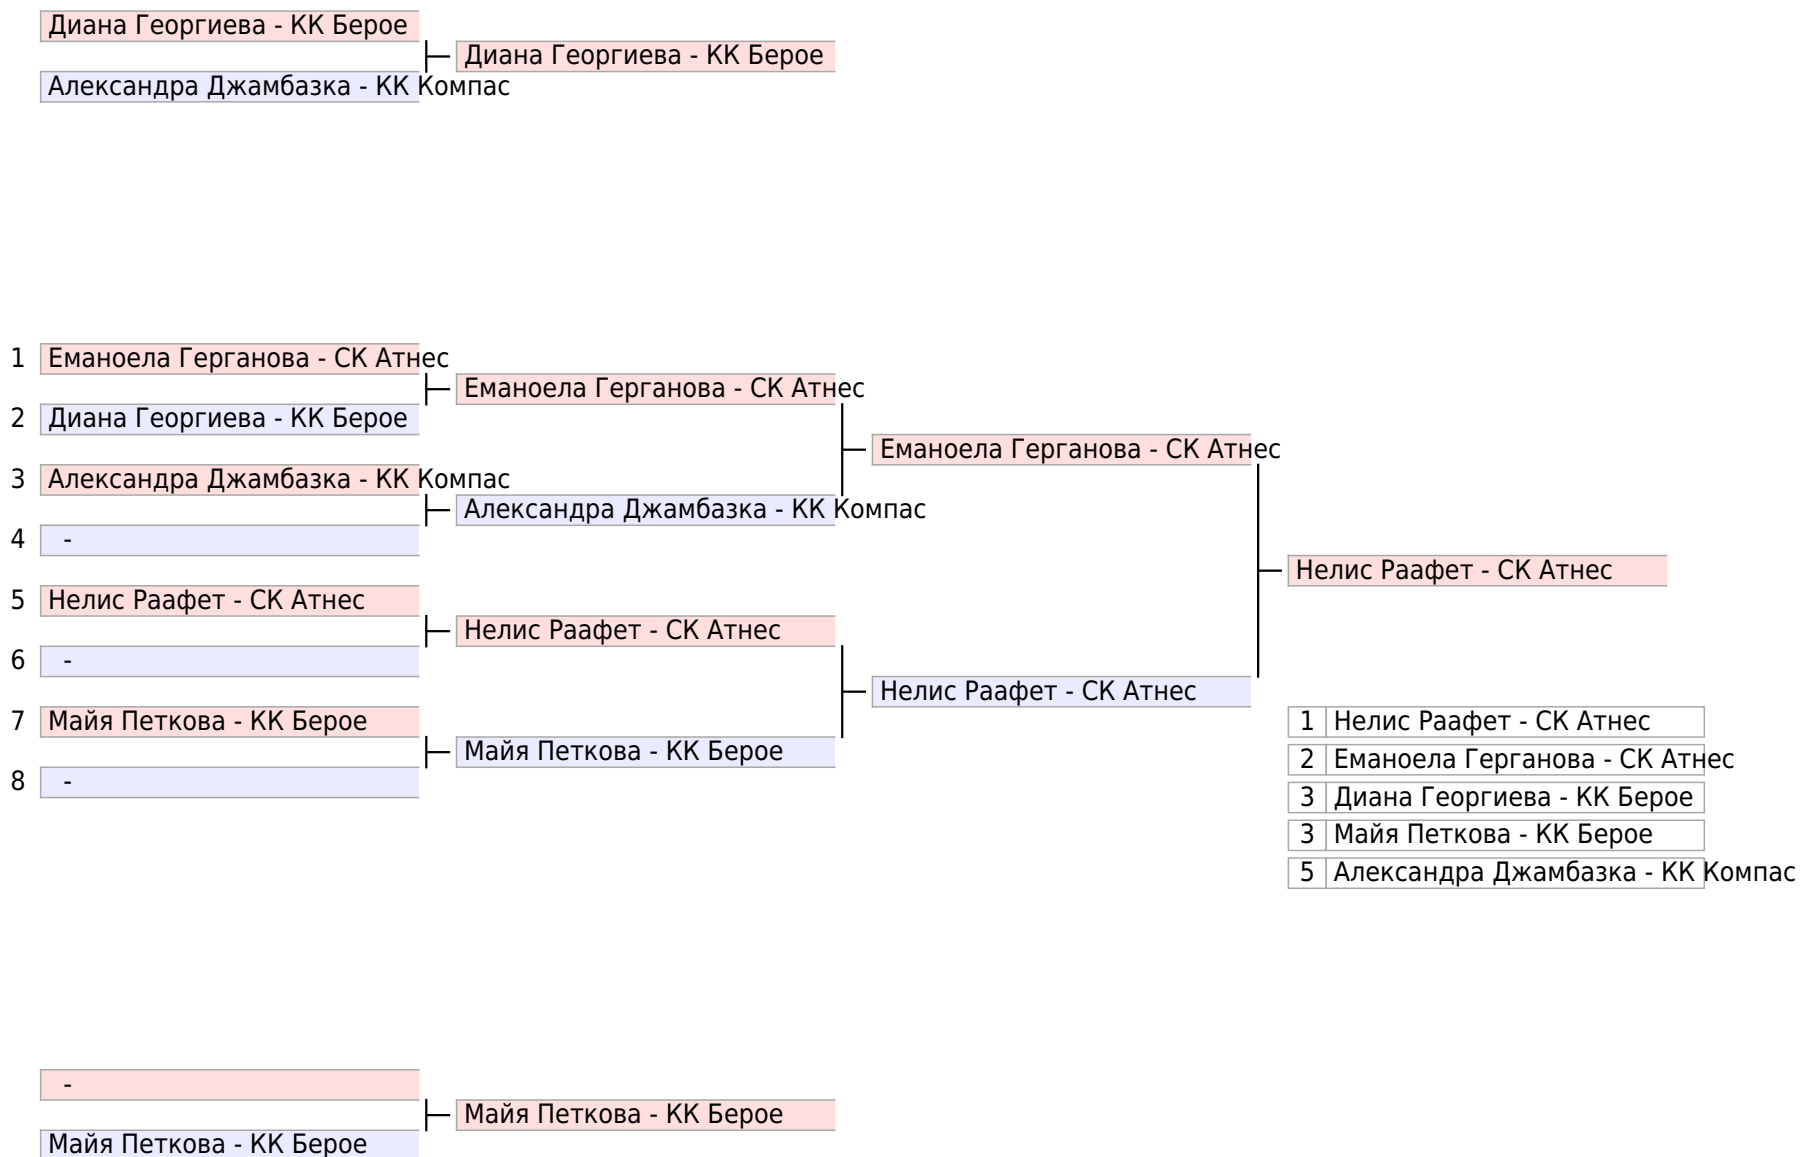 Диана Георгиева - КК Берое
Диана Георгиева - КК Берое
Александра Джамбазка - КК Компас
1 Еманоела Герганова - СК Атнес
Еманоела Герганова - СК Атнес
2 Диана Георгиева - КК Берое
Еманоела Герганова - СК Атнес
3 Александра Джамбазка - КК Компас
Александра Джамбазка - КК Компас
4 -
Нелис Раафет - СК Атнес
5 Нелис Раафет - СК Атнес
Нелис Раафет - СК Атнес
6 -
Нелис Раафет - СК Атнес
7 Майя Петкова - КК Берое
Майя Петкова - КК Берое
8 -
1 Нелис Раафет - СК Атнес
2 Еманоела Герганова - СК Атнес
3 Диана Георгиева - КК Берое
3 Майя Петкова - КК Берое
5 Александра Джамбазка - КК Компас
-
Майя Петкова - КК Берое
Майя Петкова - КК Берое